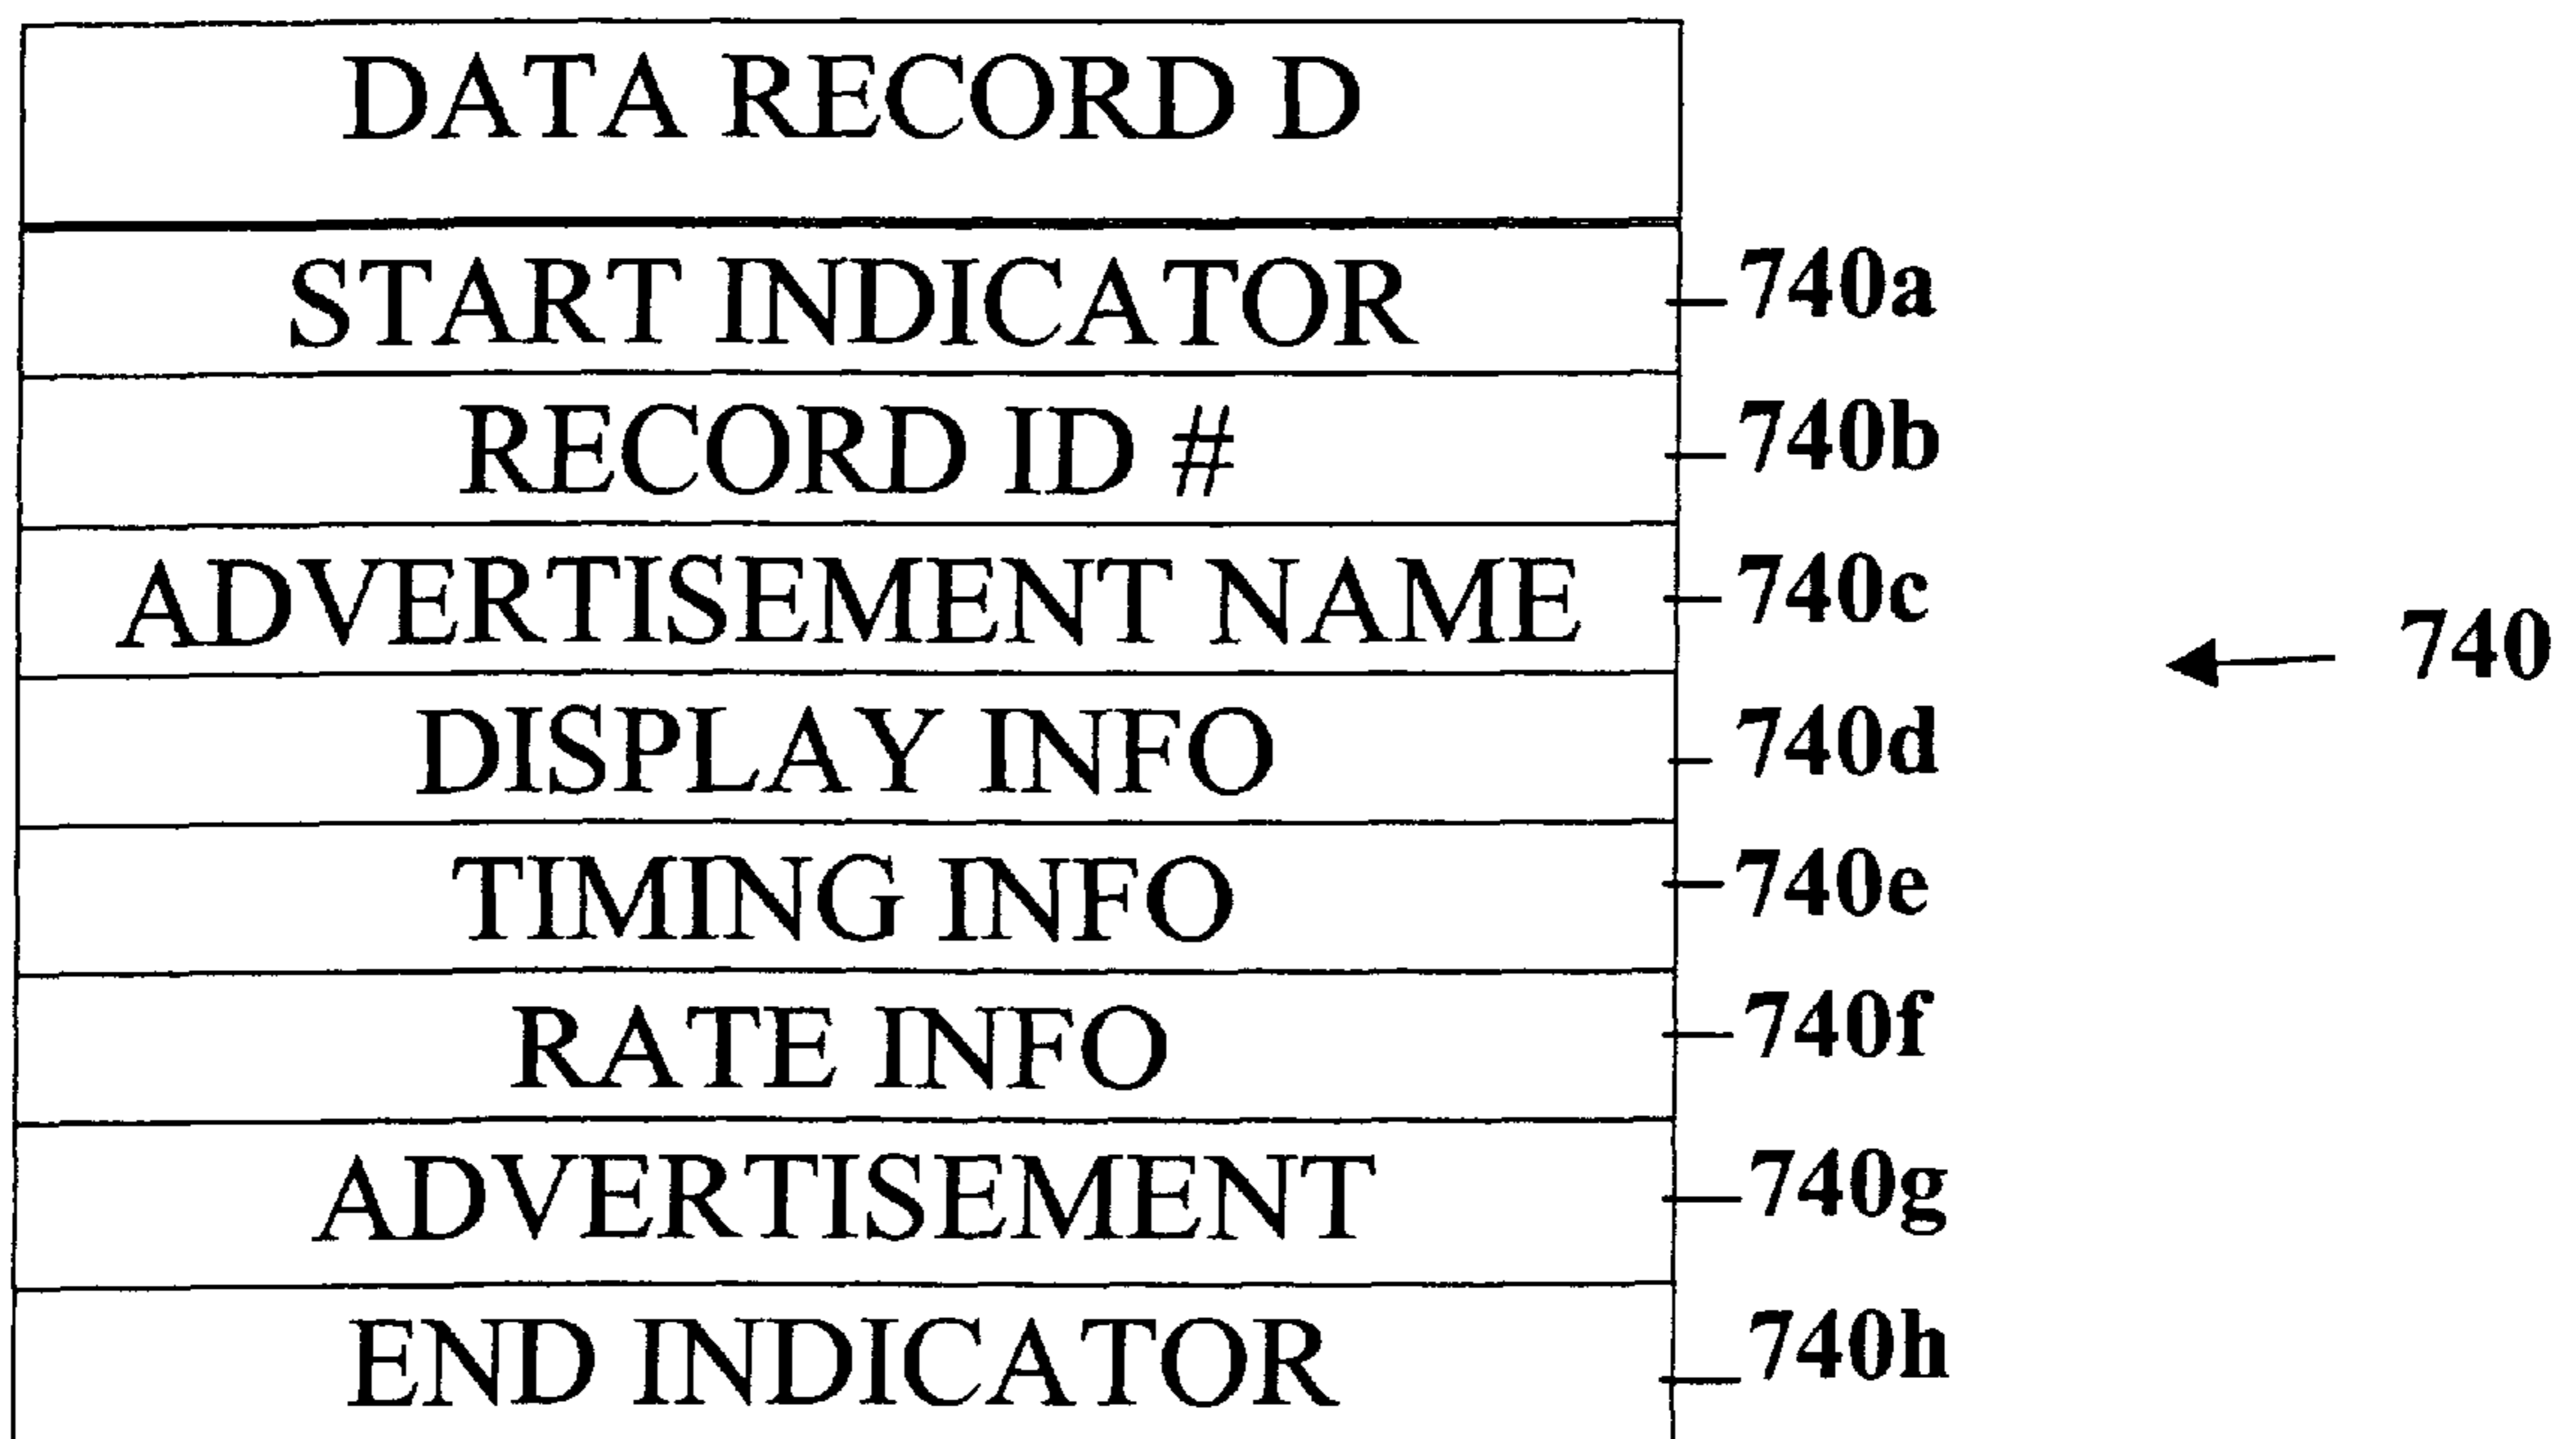 DATA RECORD D
START INDICATOR 740a
RECORD ID # 740b
ADVERTISEMENT NAME 740c
740
DISPLAY INFO 740d
TIMING INFO 740e
RATE INFO 740f
ADVERTISEMENT 740g
END INDICATOR 740h